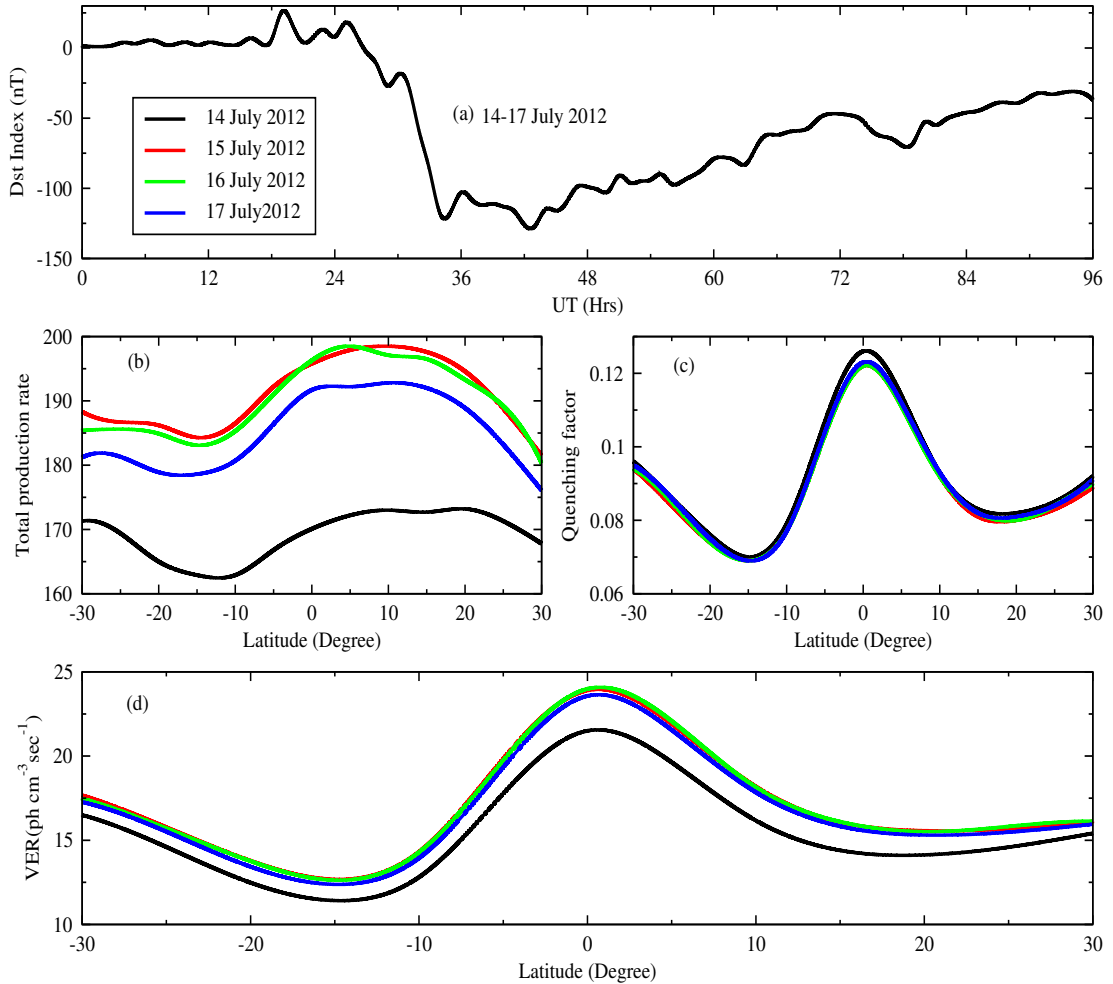 0
-50
-100
-150
Dst Index (nT)
(a) 14-17 July 2012
14 July 2012
15 July 2012
16 July 2012
17 July2012
0 12 24 36 48 60 72 84 96
UT (Hrs)
200
190
180
170
160
Total production rate
(b)
-30 -20 -10 0 10 20 30
Latitude (Degree)
0.12
0.1
0.08
0.06
Quenching factor
(c)
-30 -20 -10 0 10 20 30
Latitude (Degree)
25
20
15
10
VER(ph cm⁻³ sec⁻¹)
(d)
-30 -20 -10 0 10 20 30
Latitude (Degree)